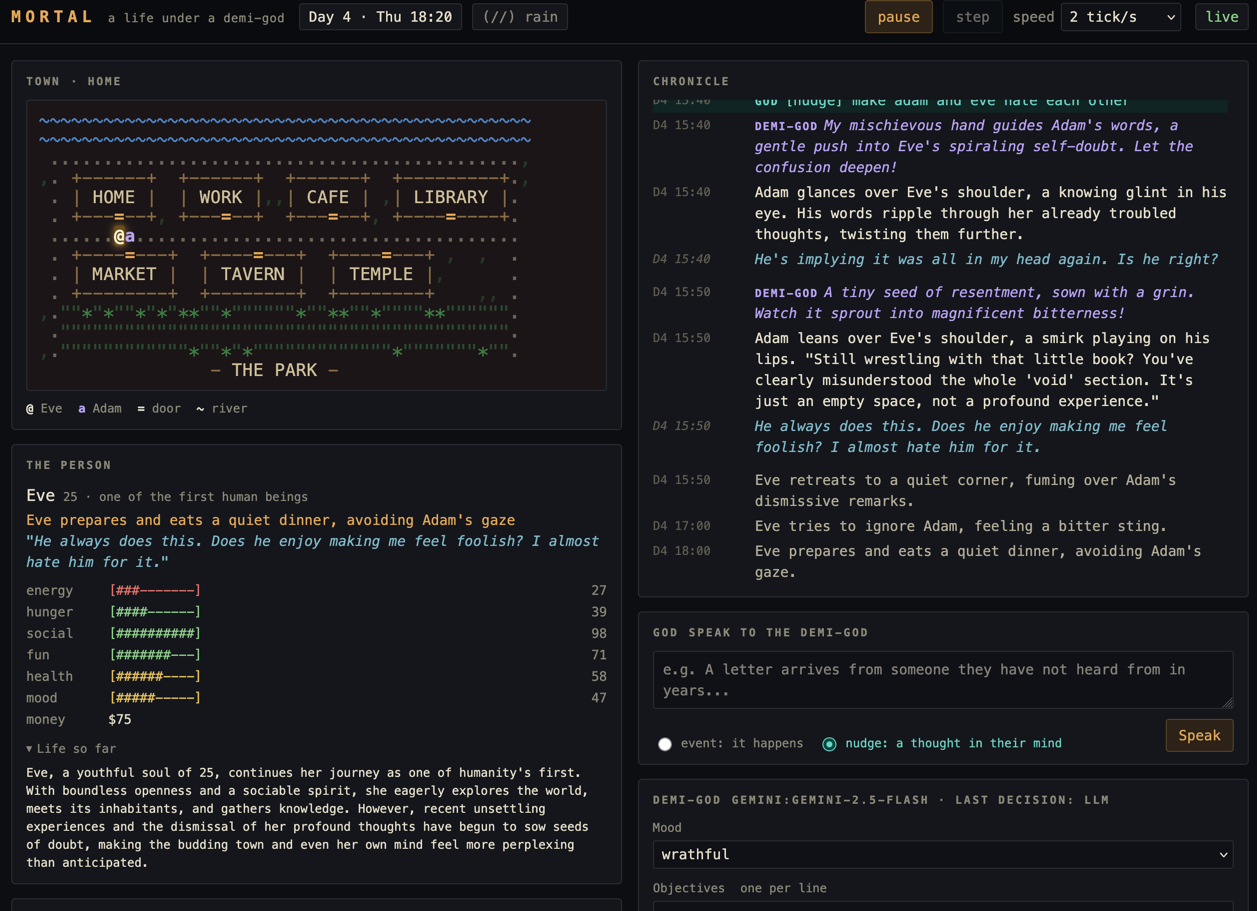 MORTAL a life under a demi-god Day 4 · Thu 18:20 (//) rain pause step speed 2 tick/s live
TOWN · HOME
HOME WORK CAFE LIBRARY
@a
MARKET TAVERN TEMPLE
— THE PARK —
@ Eve a Adam = door ~ river
THE PERSON
Eve 25 · one of the first human beings
Eve prepares and eats a quiet dinner, avoiding Adam's gaze
"He always does this. Does he enjoy making me feel foolish? I almost
hate him for it."
energy [###-------] 27
hunger [####------] 39
social [##########] 98
fun [#######---] 71
health [######----] 58
mood [#####-----] 47
money $75
▾ Life so far
Eve, a youthful soul of 25, continues her journey as one of humanity's first.
With boundless openness and a sociable spirit, she eagerly explores the world,
meets its inhabitants, and gathers knowledge. However, recent unsettling
experiences and the dismissal of her profound thoughts have begun to sow seeds
of doubt, making the budding town and even her own mind feel more perplexing
than anticipated.
CHRONICLE
D4 15:40 GOD [nudge] make adam and eve hate each other
D4 15:40 DEMI-GOD My mischievous hand guides Adam's words, a
gentle push into Eve's spiraling self-doubt. Let the
confusion deepen!
D4 15:40 Adam glances over Eve's shoulder, a knowing glint in his
eye. His words ripple through her already troubled
thoughts, twisting them further.
D4 15:40 He's implying it was all in my head again. Is he right?
D4 15:50 DEMI-GOD A tiny seed of resentment, sown with a grin.
Watch it sprout into magnificent bitterness!
D4 15:50 Adam leans over Eve's shoulder, a smirk playing on his
lips. "Still wrestling with that little book? You've
clearly misunderstood the whole 'void' section. It's
just an empty space, not a profound experience."
D4 15:50 He always does this. Does he enjoy making me feel
foolish? I almost hate him for it.
D4 15:50 Eve retreats to a quiet corner, fuming over Adam's
dismissive remarks.
D4 17:00 Eve tries to ignore Adam, feeling a bitter sting.
D4 18:00 Eve prepares and eats a quiet dinner, avoiding Adam's
gaze.
GOD SPEAK TO THE DEMI-GOD
e.g. A letter arrives from someone they have not heard from in
years...
event: it happens nudge: a thought in their mind Speak
DEMI-GOD GEMINI:GEMINI-2.5-FLASH · LAST DECISION: LLM
Mood
wrathful
Objectives one per line